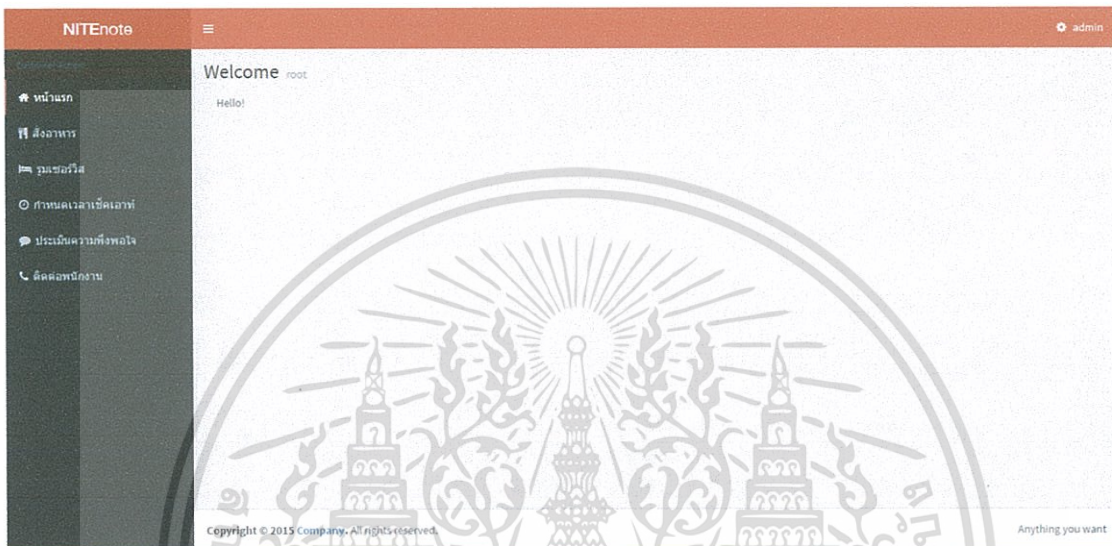 NITEnote
admin
Welcome root
Hello!
หน้าแรก
สั่งอาหาร
รูมเซอร์วิส
กำหนดเวลาเช็คเอาท์
ประเมินความพึงพอใจ
ติดต่อพนักงาน
Copyright © 2015 Company. All rights reserved.
Anything you want